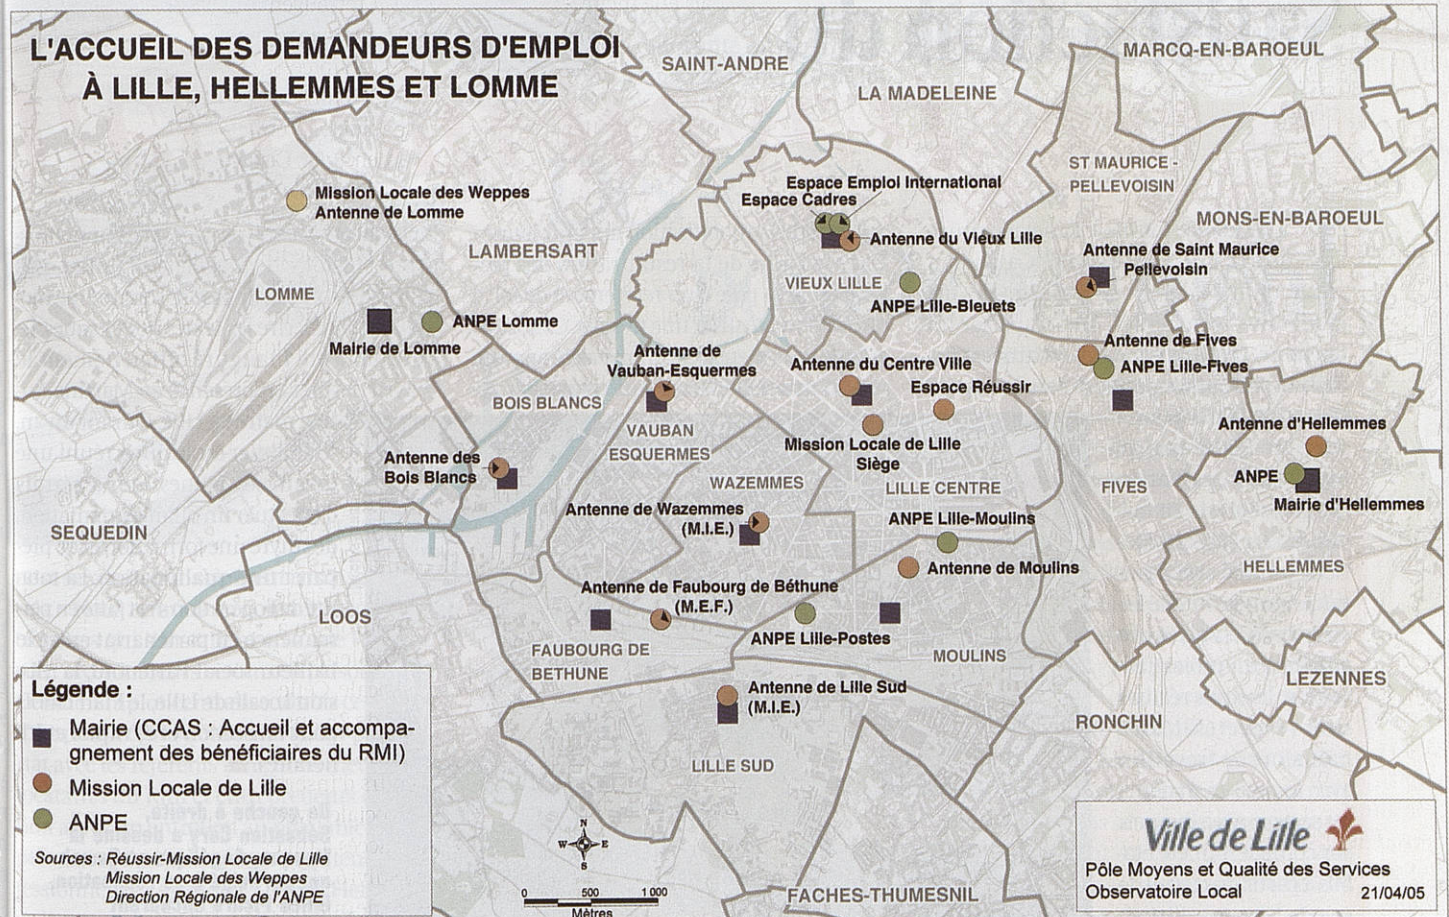 L'ACCUEIL DES DEMANDEURS D'EMPLOI
À LILLE, HELLEMMES ET LOMME
SAINT-ANDRE
MARCQ-EN-BAROEUL
LA MADELEINE
ST MAURICE -
PELLEVOISIN
MONS-EN-BAROEUL
Mission Locale des Weppes
Antenne de Lomme
LAMBERSART
LOMME
ANPE Lomme
Mairie de Lomme
Espace Emploi International
Espace Cadres
Antenne du Vieux Lille
VIEUX LILLE
ANPE Lille-Bleuets
Antenne de Saint Maurice
Pellevoisin
Antenne de Fives
ANPE Lille-Fives
Antenne de
Vauban-Esquermes
BOIS BLANCS
VAUBAN
ESQUERMES
Antenne du Centre Ville
Espace Réussir
Mission Locale de Lille
Siège
Antenne d'Hellemmes
ANPE
Mairie d'Hellemmes
HELLEMMES
Antenne des
Bois Blancs
WAZEMMES
LILLE CENTRE
FIVES
Antenne de Wazemmes
(M.I.E.)
ANPE Lille-Moulins
Antenne de Moulins
SEQUEDIN
LOOS
Antenne de Faubourg de Béthune
(M.E.F.)
ANPE Lille-Postes
FAUBOURG DE
BETHUNE
MOULINS
LEZENNES
RONCHIN
Antenne de Lille Sud
(M.I.E.)
LILLE SUD
FACHES-THUMESNIL
Légende :
Mairie (CCAS : Accueil et accompa-
gnement des bénéficiaires du RMI)
Mission Locale de Lille
ANPE
Sources : Réussir-Mission Locale de Lille
Mission Locale des Weppes
Direction Régionale de l'ANPE
N
W E
S
0 500 1 000
Mètres
Ville de Lille
Pôle Moyens et Qualité des Services
Observatoire Local 21/04/05